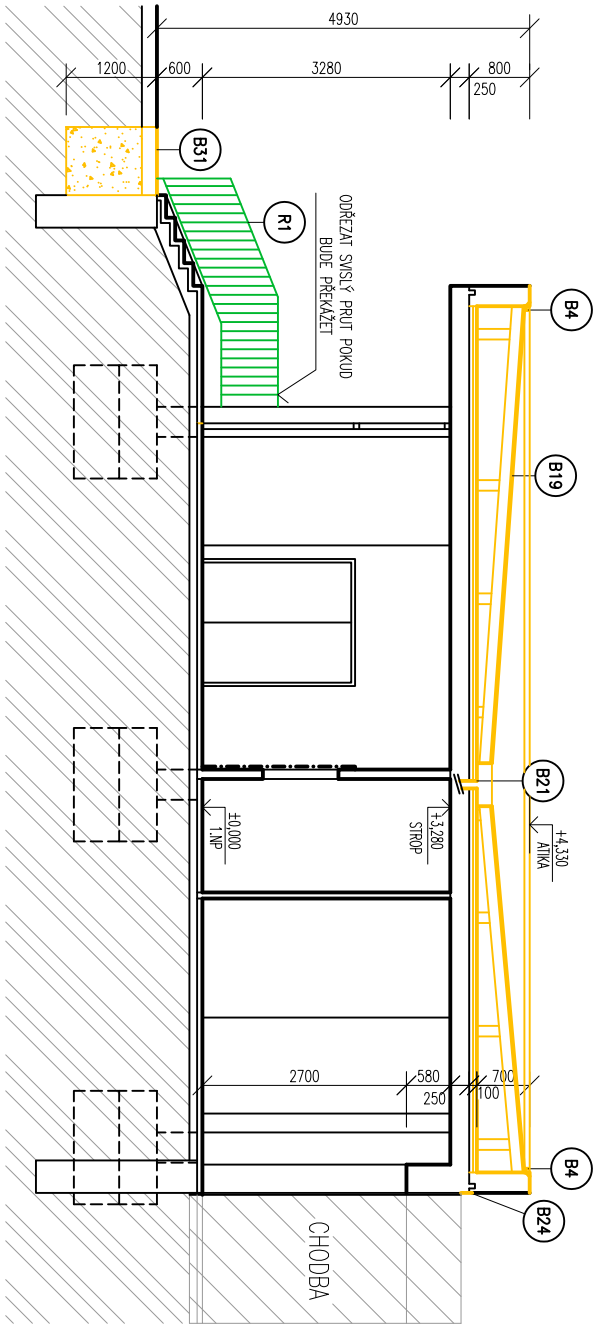 4930
1200
600
3280
800
250
B31
R1
ODŘEZAT SVISLÝ PRUT POKUD
BUDE PŘEKÁŽET
B4
B19
B21
+4,330
ATIKA
+3,280
STROP
±0,000
1.NP
2700
580
250
700
100
B4
B24
CHODBA